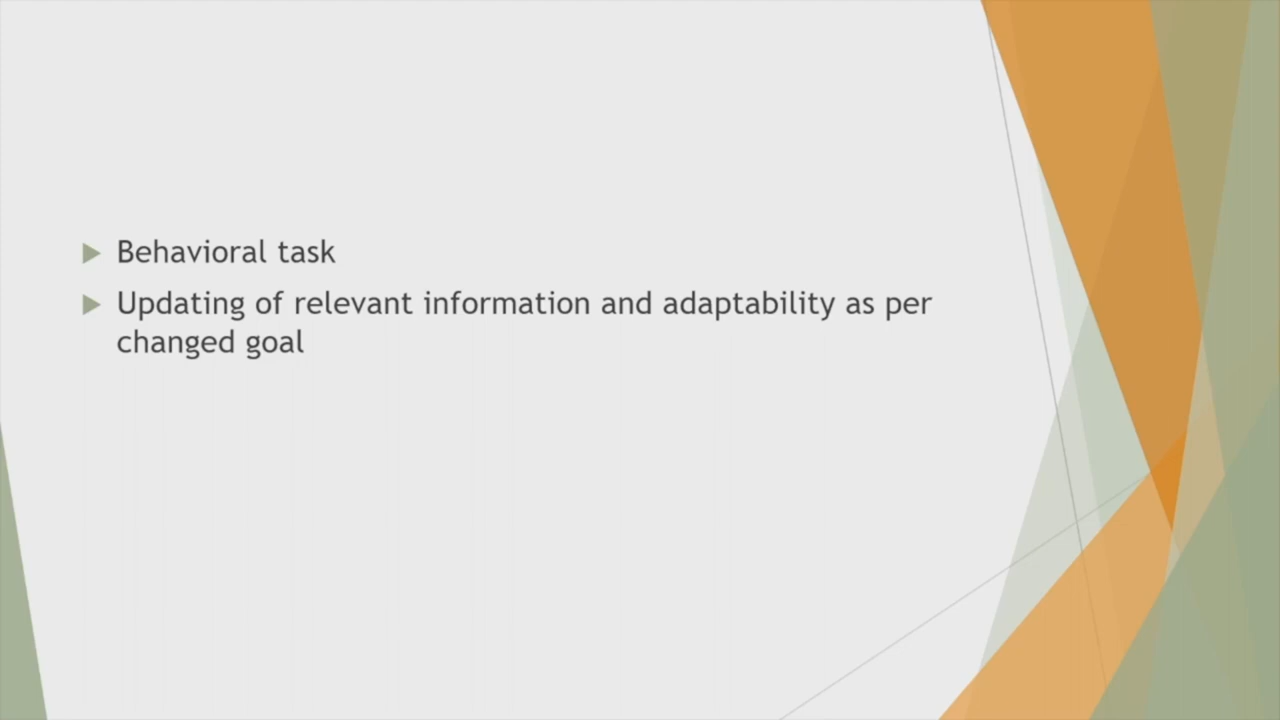 Behavioral task
Updating of relevant information and adaptability as per
changed goal